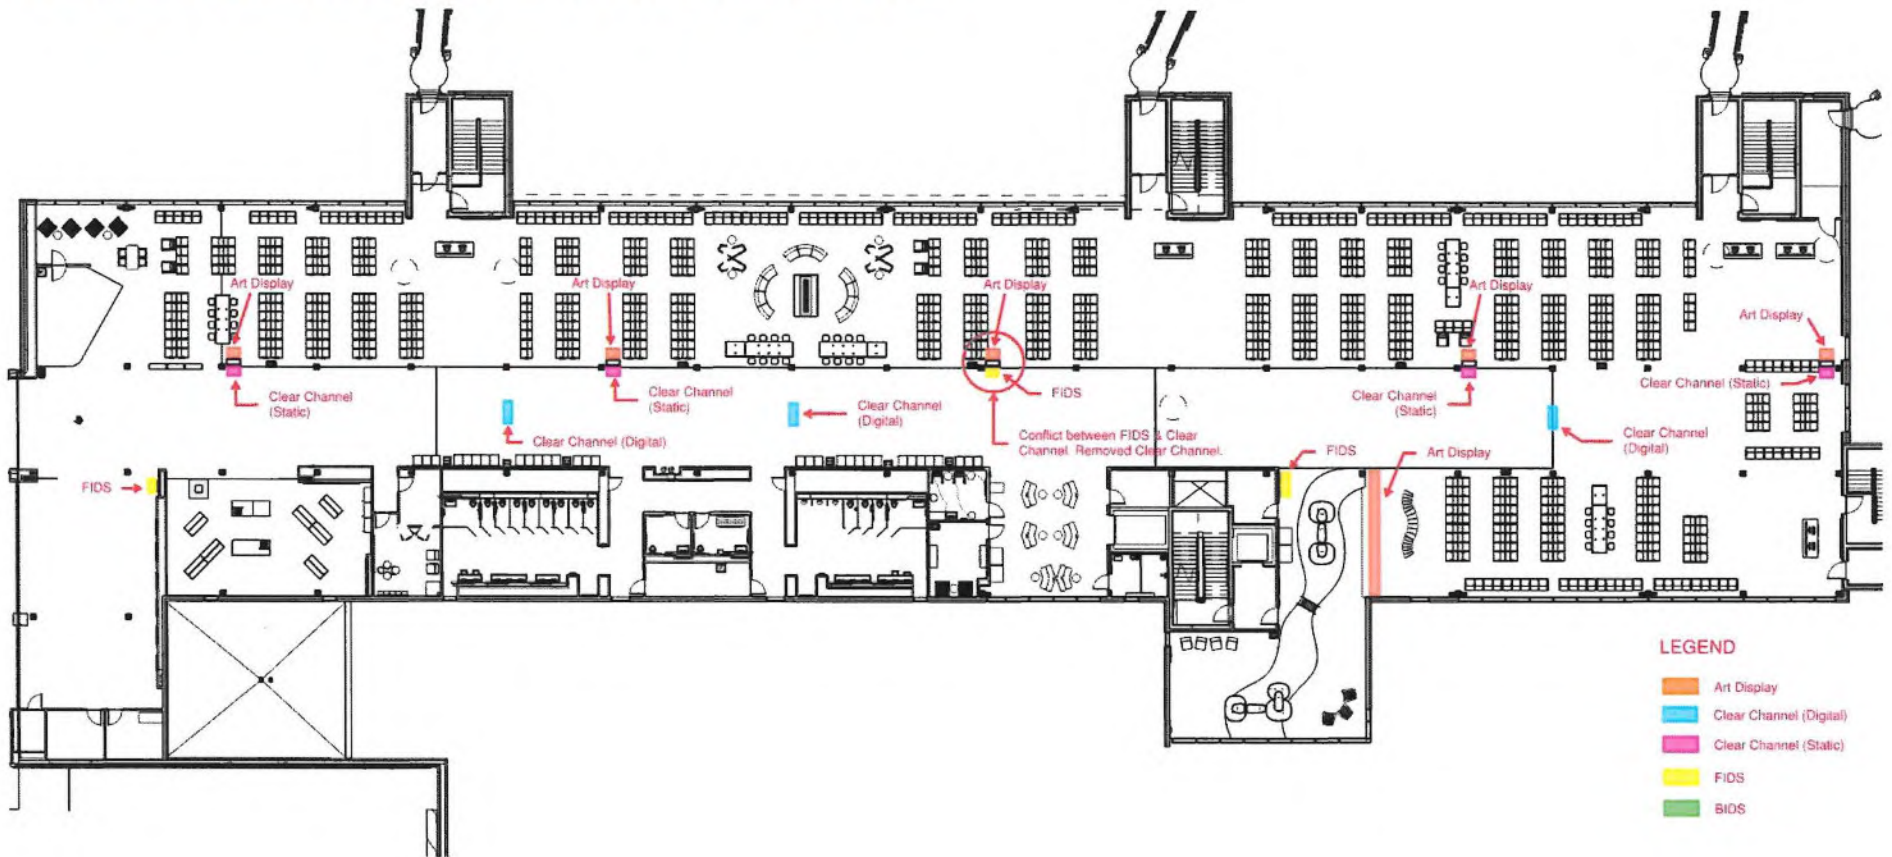 Art Display
Art Display
Art Display
Art Display
Art Display
Clear Channel
(Static)
Clear Channel
(Static)
FIDS
Clear Channel
(Static)
Clear Channel (Static)
Clear Channel (Digital)
Clear Channel
(Digital)
Conflict between FIDS & Clear
Channel. Removed Clear Channel.
Clear Channel
(Digital)
FIDS
FIDS
Art Display
LEGEND
Art Display
Clear Channel (Digital)
Clear Channel (Static)
FIDS
BIDS